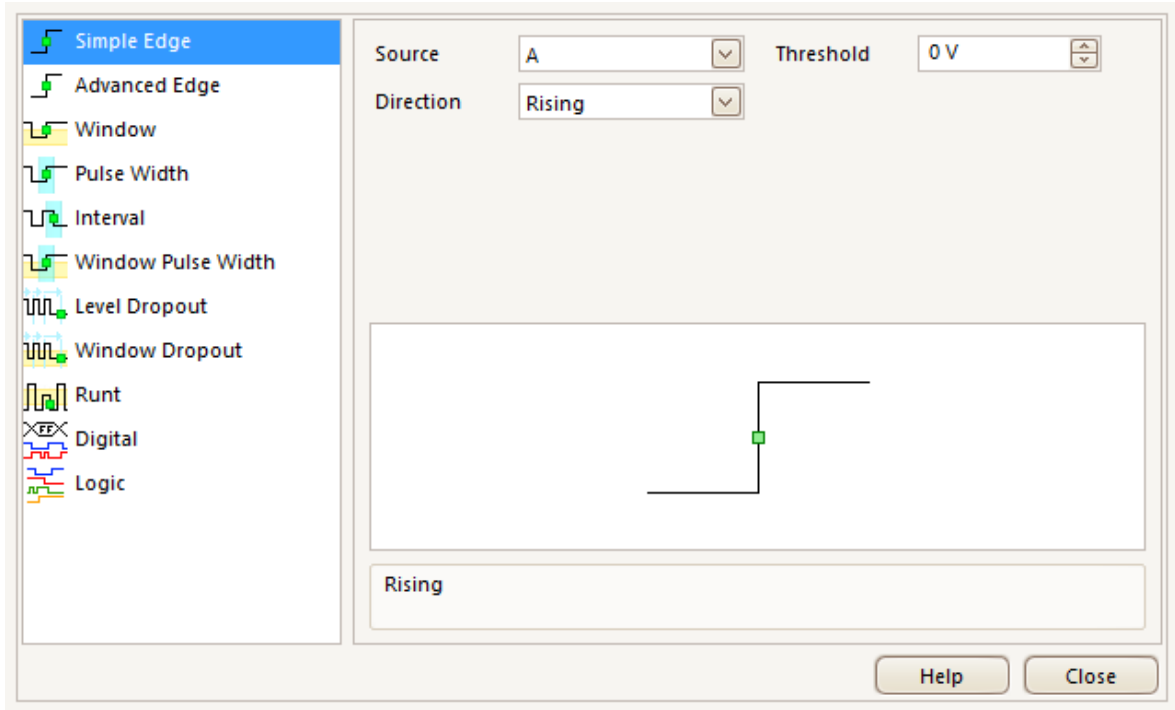 Simple Edge
Advanced Edge
Window
Pulse Width
Interval
Window Pulse Width
Level Dropout
Window Dropout
Runt
FF
Digital
Logic
Source A Threshold 0 V
Direction Rising
Rising
Help Close